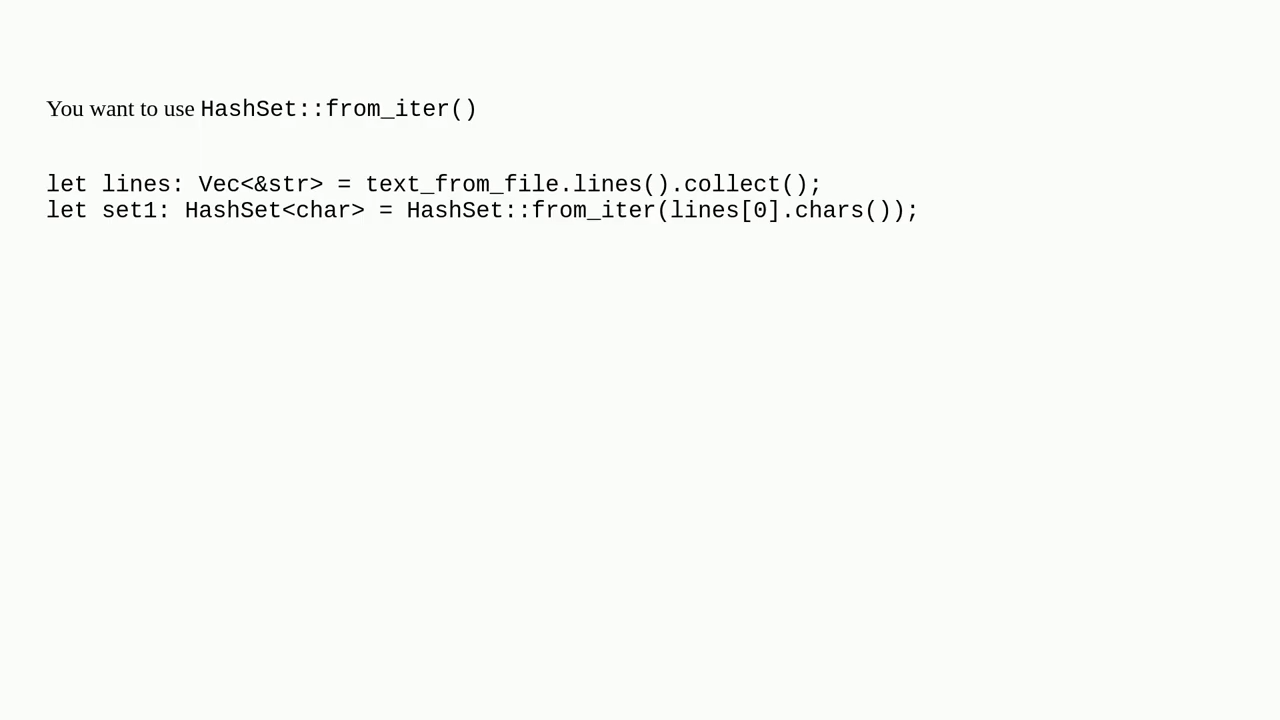 You want to use HashSet::from_iter()
let lines: Vec<&str> = text_from_file.lines().collect();
let set1: HashSet<char> = HashSet::from_iter(lines[0].chars());